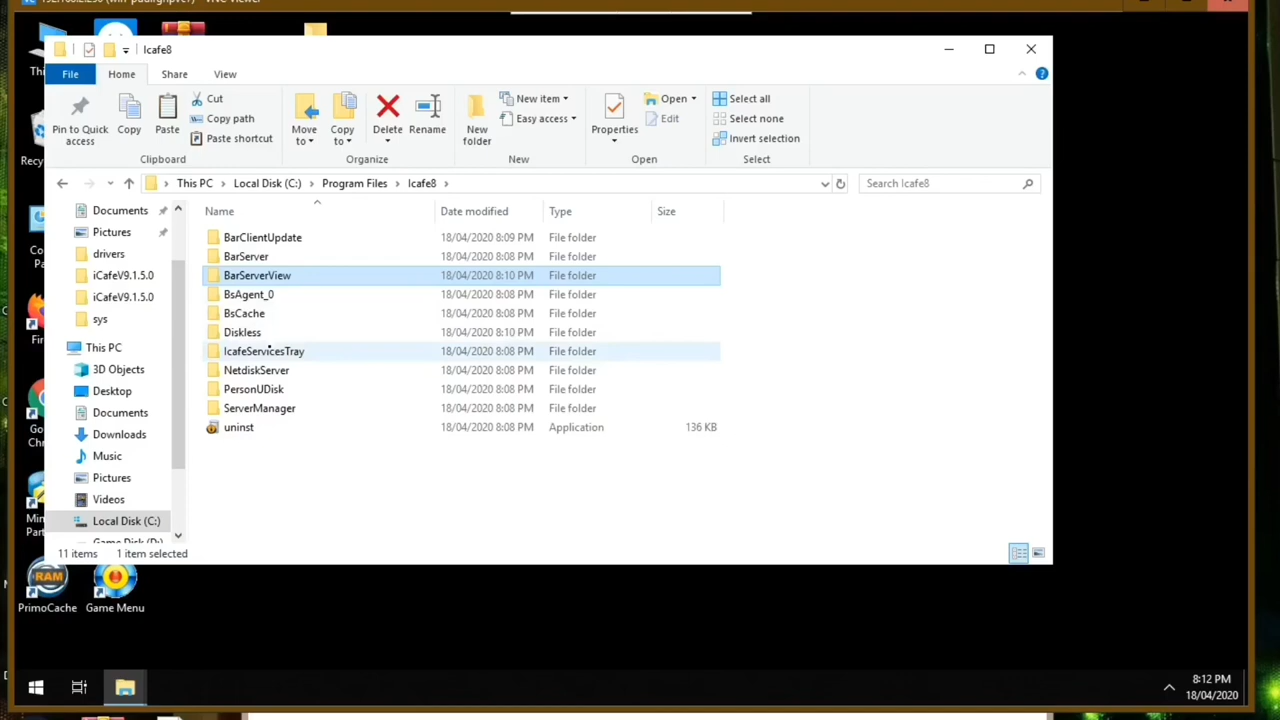 Icafe8
File Home Share View
Pin to Quick access
Copy
Paste
Cut
Copy path
Paste shortcut
Clipboard
Move to
Copy to
Delete
Rename
Organize
New folder
New item
Easy access
New
Properties
Open
Edit
Open
Select all
Select none
Invert selection
Select
This PC > Local Disk (C:) > Program Files > Icafe8 >
Search Icafe8
Documents
Pictures
drivers
iCafeV9.1.5.0
iCafeV9.1.5.0
sys
This PC
3D Objects
Desktop
Documents
Downloads
Music
Pictures
Videos
Local Disk (C:)
Game Disk (D:)
Name Date modified Type Size
BarClientUpdate 18/04/2020 8:09 PM File folder
BarServer 18/04/2020 8:08 PM File folder
BarServerView 18/04/2020 8:10 PM File folder
BsAgent_0 18/04/2020 8:08 PM File folder
BsCache 18/04/2020 8:08 PM File folder
Diskless 18/04/2020 8:10 PM File folder
IcafeServicesTray 18/04/2020 8:08 PM File folder
NetdiskServer 18/04/2020 8:08 PM File folder
PersonUDisk 18/04/2020 8:08 PM File folder
ServerManager 18/04/2020 8:08 PM File folder
uninst 18/04/2020 8:08 PM Application 136 KB
11 items 1 item selected
RAM
PrimoCache
Game Menu
8:12 PM
18/04/2020